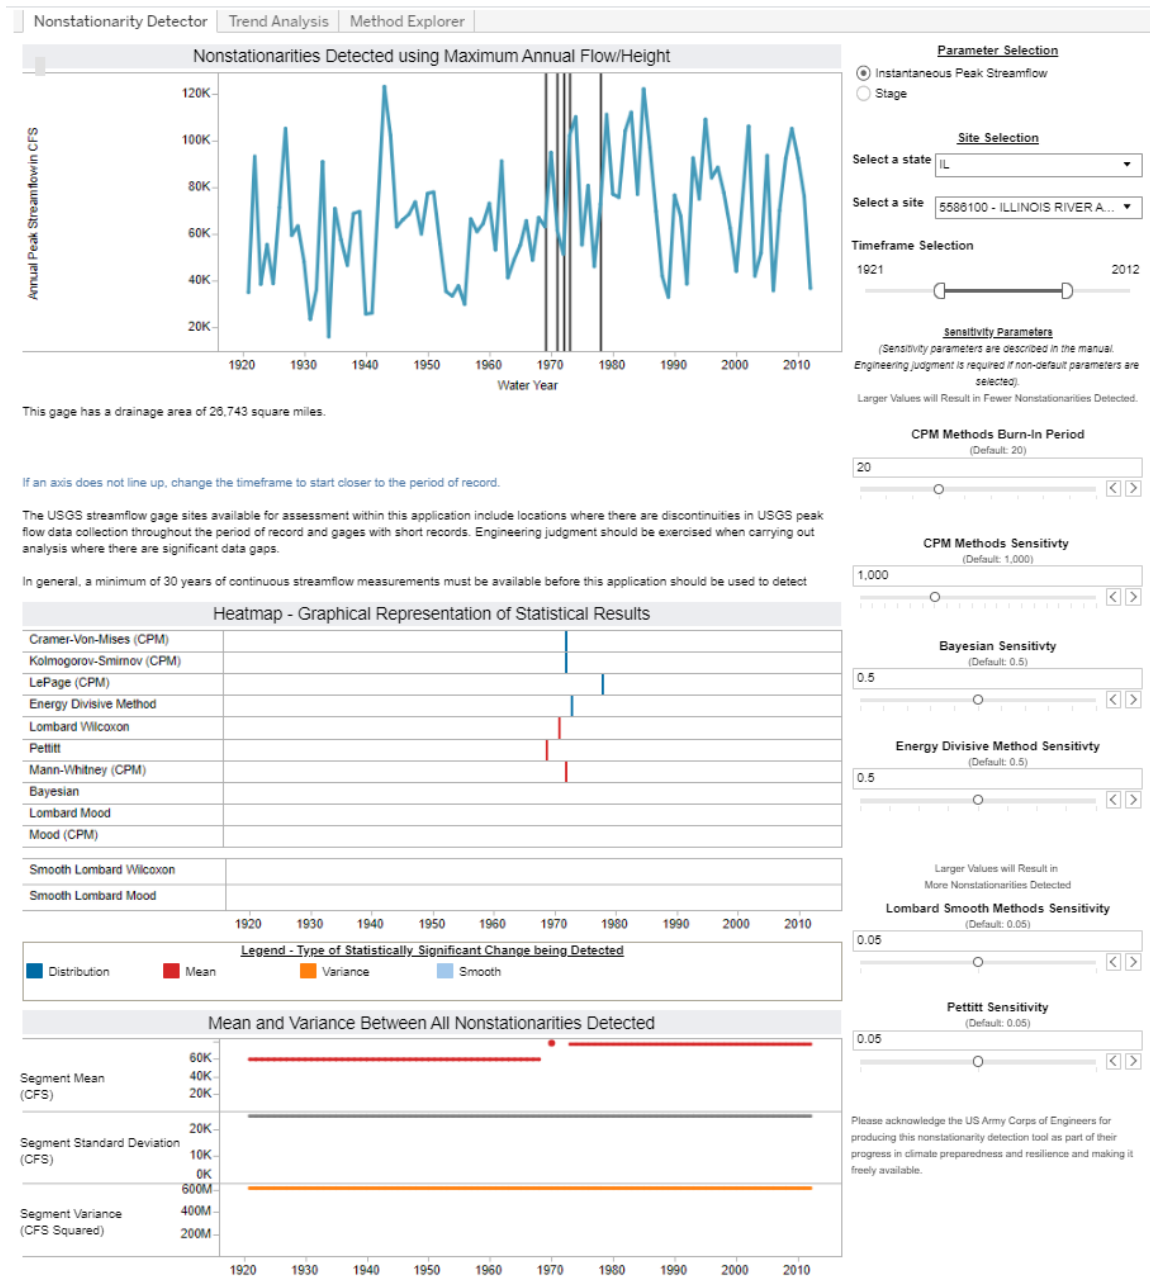 Nonstationarity Detector
Trend Analysis
Method Explorer
Nonstationarities Detected using Maximum Annual Flow/Height
Annual Peak Streamflow in CFS
120K
100K
80K
60K
40K
20K
1920 1930 1940 1950 1960 1970 1980 1990 2000 2010
Water Year
This gage has a drainage area of 26,743 square miles.
If an axis does not line up, change the timeframe to start closer to the period of record.
The USGS streamflow gage sites available for assessment within this application include locations where there are discontinuities in USGS peak
flow data collection throughout the period of record and gages with short records. Engineering judgment should be exercised when carrying out
analysis where there are significant data gaps.
In general, a minimum of 30 years of continuous streamflow measurements must be available before this application should be used to detect
Heatmap - Graphical Representation of Statistical Results
Cramer-Von-Mises (CPM)
Kolmogorov-Smirnov (CPM)
LePage (CPM)
Energy Divisive Method
Lombard Wilcoxon
Pettitt
Mann-Whitney (CPM)
Bayesian
Lombard Mood
Mood (CPM)
Smooth Lombard Wilcoxon
Smooth Lombard Mood
1920 1930 1940 1950 1960 1970 1980 1990 2000 2010
Legend - Type of Statistically Significant Change being Detected
Distribution Mean Variance Smooth
Mean and Variance Between All Nonstationarities Detected
Segment Mean
(CFS)
60K
40K
20K
Segment Standard Deviation
(CFS)
20K
10K
0K
Segment Variance
(CFS Squared)
600M
400M
200M
1920 1930 1940 1950 1960 1970 1980 1990 2000 2010
Parameter Selection
Instantaneous Peak Streamflow
Stage
Site Selection
Select a state IL
Select a site 5586100 - ILLINOIS RIVER A...
Timeframe Selection
1921 2012
Sensitivity Parameters
(Sensitivity parameters are described in the manual.
Engineering judgment is required if non-default parameters are
selected).
Larger Values will Result in Fewer Nonstationarities Detected.
CPM Methods Burn-In Period
(Default: 20)
20
CPM Methods Sensitivty
(Default: 1,000)
1,000
Bayesian Sensitivty
(Default: 0.5)
0.5
Energy Divisive Method Sensitivty
(Default: 0.5)
0.5
Larger Values will Result in
More Nonstationarities Detected
Lombard Smooth Methods Sensitivity
(Default: 0.05)
0.05
Pettitt Sensitivity
(Default: 0.05)
0.05
Please acknowledge the US Army Corps of Engineers for
producing this nonstationarity detection tool as part of their
progress in climate preparedness and resilience and making it
freely available.